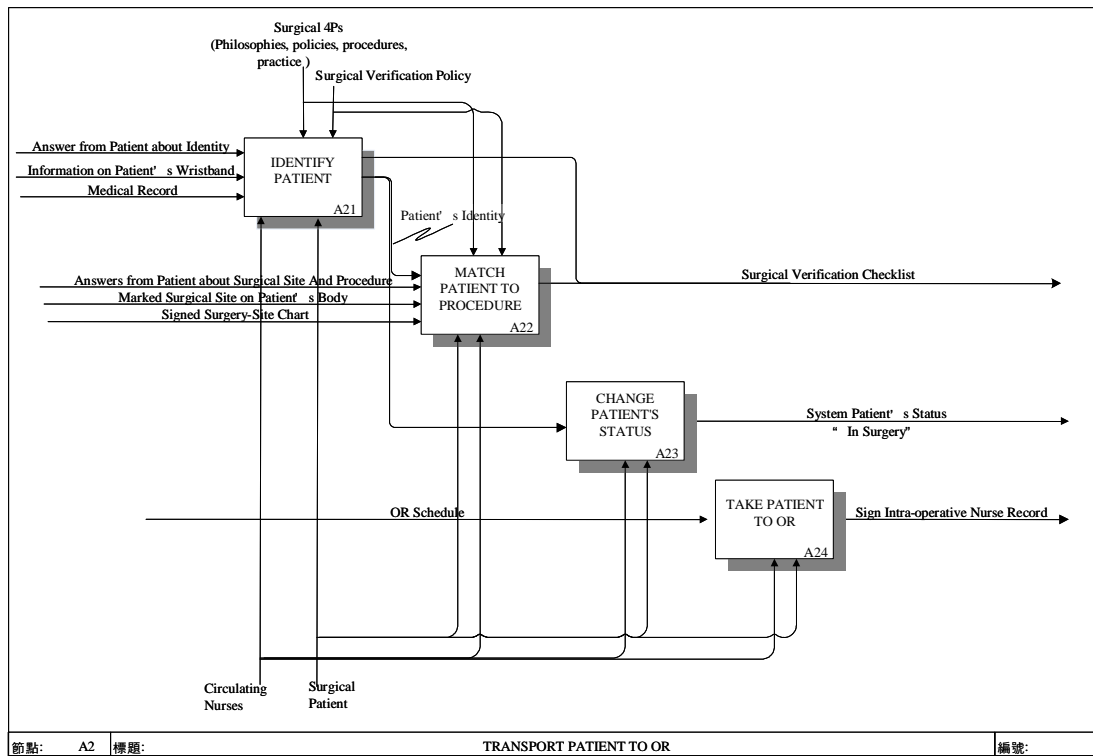 Surgical 4Ps
(Philosophies, policies, procedures,
practice )
Surgical Verification Policy
Answer from Patient about Identity
Information on Patient’ s Wristband
Medical Record
IDENTIFY
PATIENT
A21
Patient’ s Identity
Answers from Patient about Surgical Site And Procedure
Marked Surgical Site on Patient’ s Body
Signed Surgery-Site Chart
MATCH
PATIENT TO
PROCEDURE
A22
Surgical Verification Checklist
CHANGE
PATIENT'S
STATUS
A23
System Patient’ s Status
“ In Surgery”
OR Schedule
TAKE PATIENT
TO OR
A24
Sign Intra-operative Nurse Record
Circulating
Nurses
Surgical
Patient
節點: A2 標題: TRANSPORT PATIENT TO OR 編號: